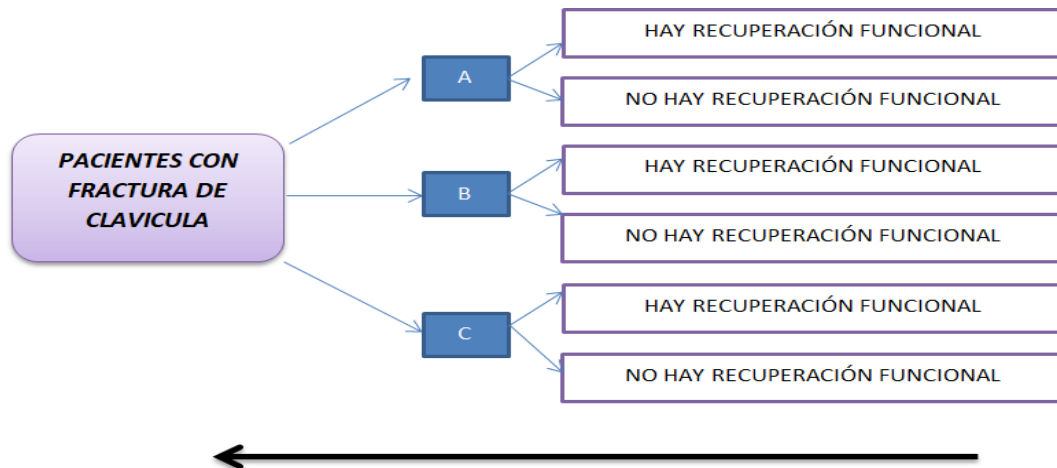 HAY RECUPERACIÓN FUNCIONAL
A
NO HAY RECUPERACIÓN FUNCIONAL
PACIENTES CON
FRACTURA DE
CLAVICULA
HAY RECUPERACIÓN FUNCIONAL
B
NO HAY RECUPERACIÓN FUNCIONAL
HAY RECUPERACIÓN FUNCIONAL
C
NO HAY RECUPERACIÓN FUNCIONAL